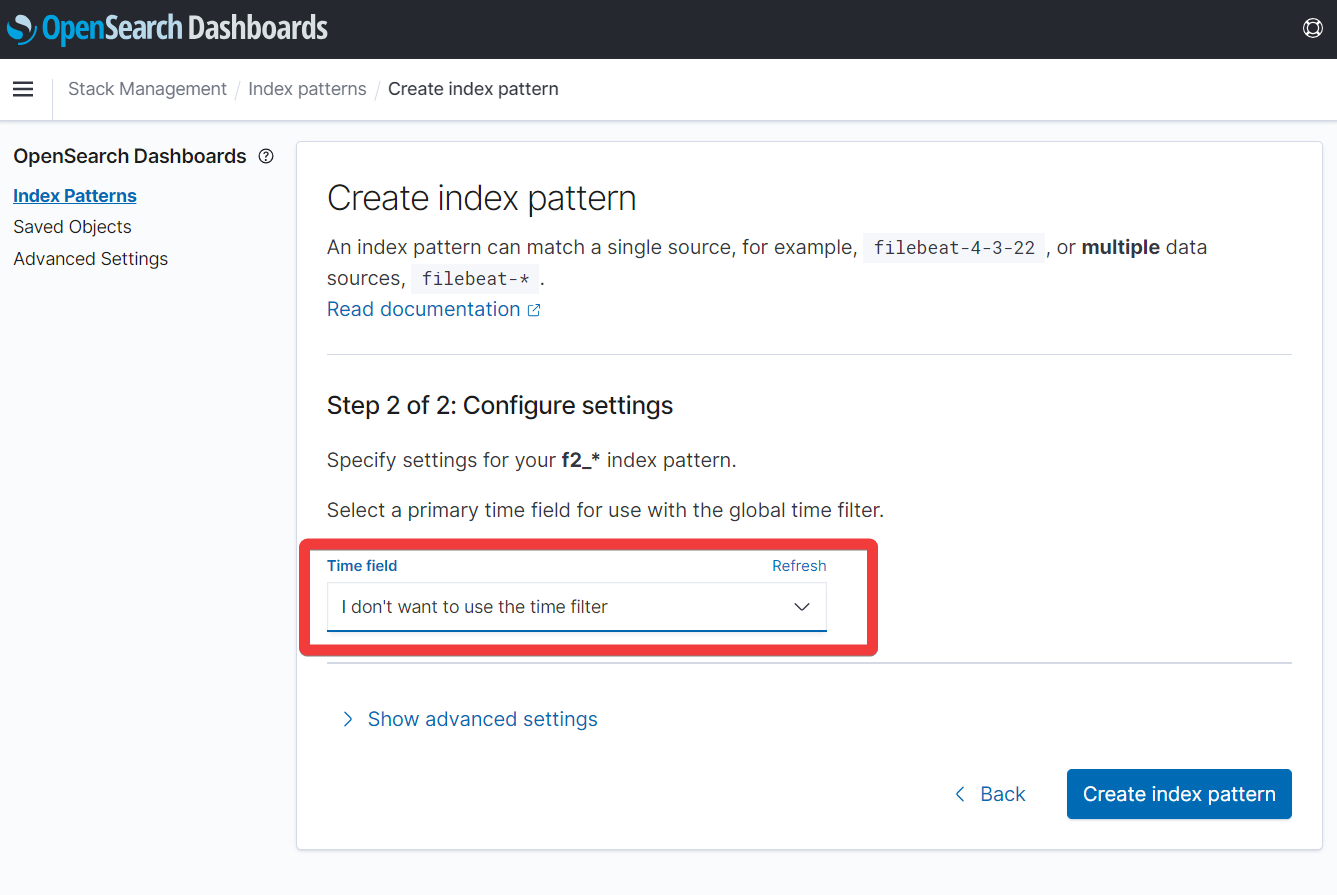 OpenSearch Dashboards
Stack Management / Index patterns / Create index pattern
OpenSearch Dashboards
Index Patterns
Saved Objects
Advanced Settings
Create index pattern
An index pattern can match a single source, for example, filebeat-4-3-22 , or multiple data
sources, filebeat-* .
Read documentation
Step 2 of 2: Configure settings
Specify settings for your f2_* index pattern.
Select a primary time field for use with the global time filter.
Time field Refresh
I don't want to use the time filter
Show advanced settings
Back Create index pattern